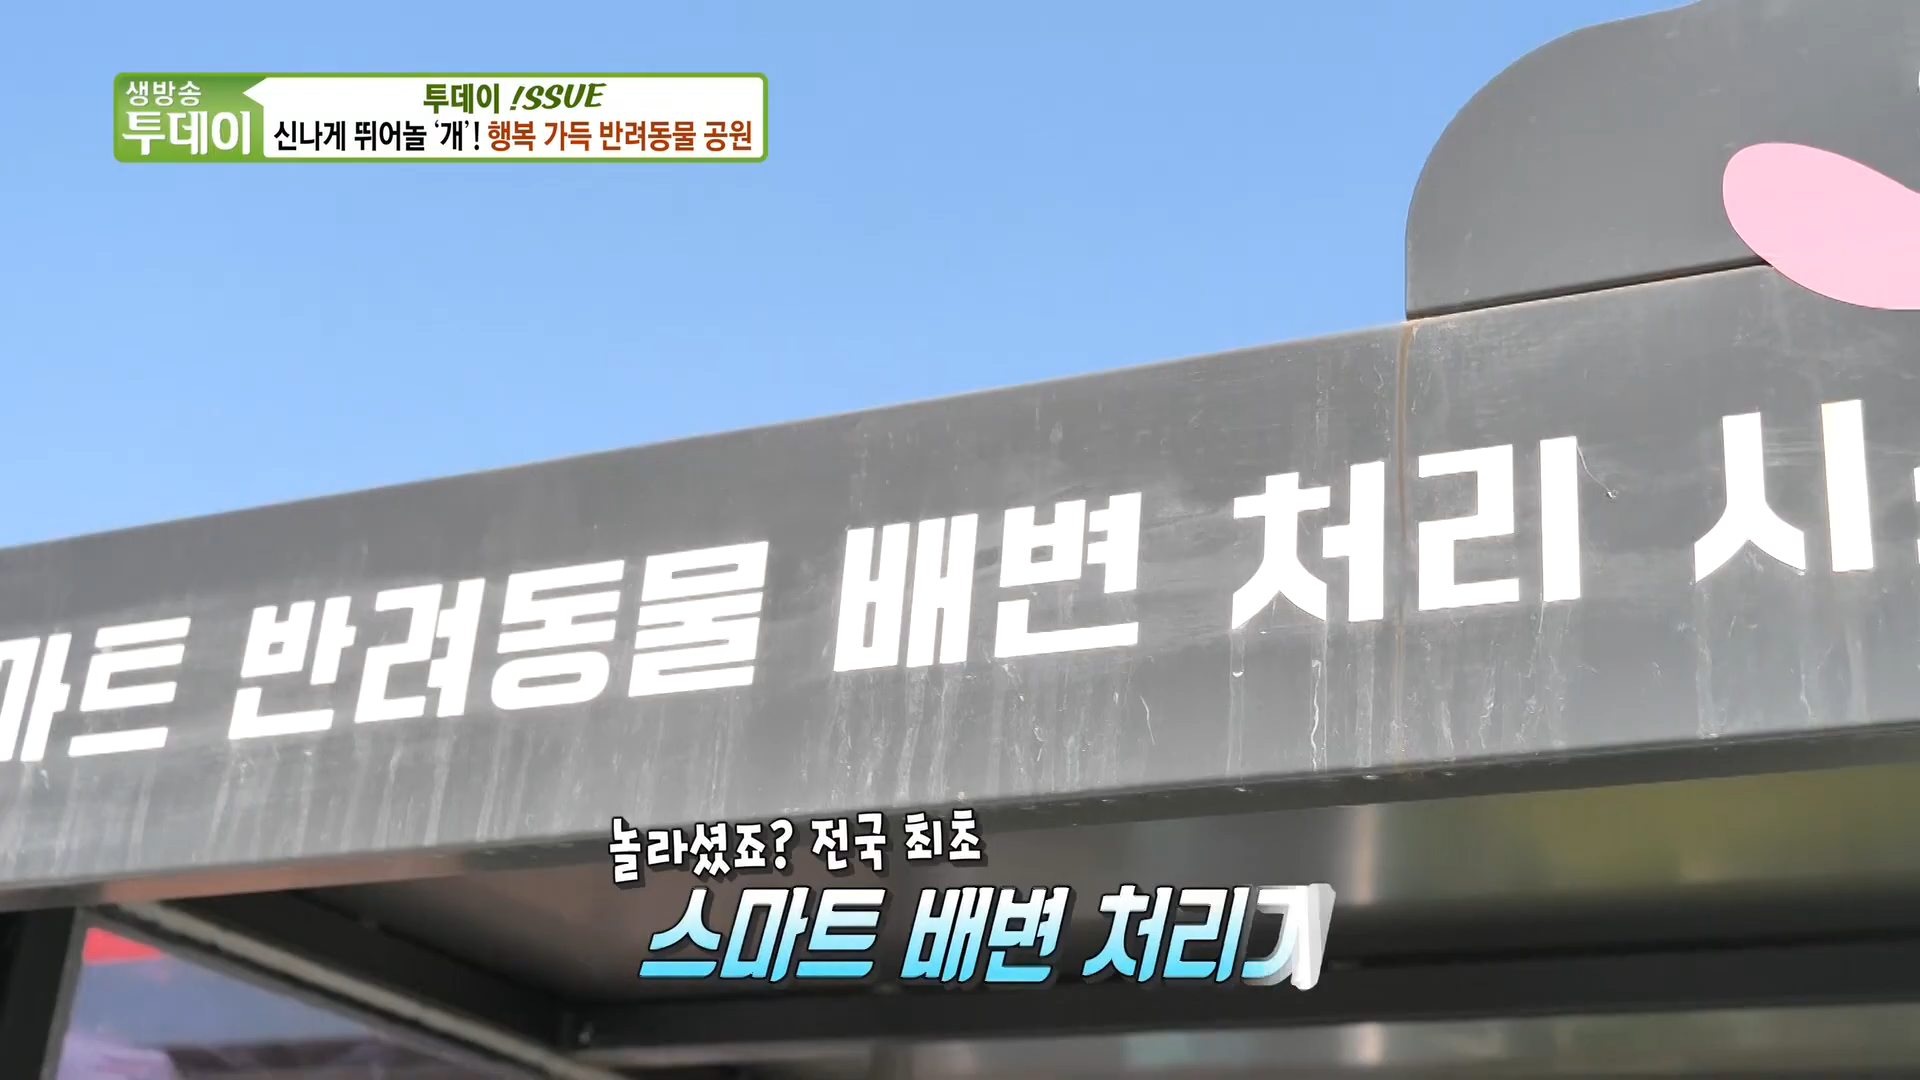 생방송
투데이
투데이 !SSUE
신나게 뛰어놀 ‘개’! 행복 가득 반려동물 공원
마트 반려동물 배변 처리 시
놀라셨죠? 전국 최초
스마트 배변 처리기